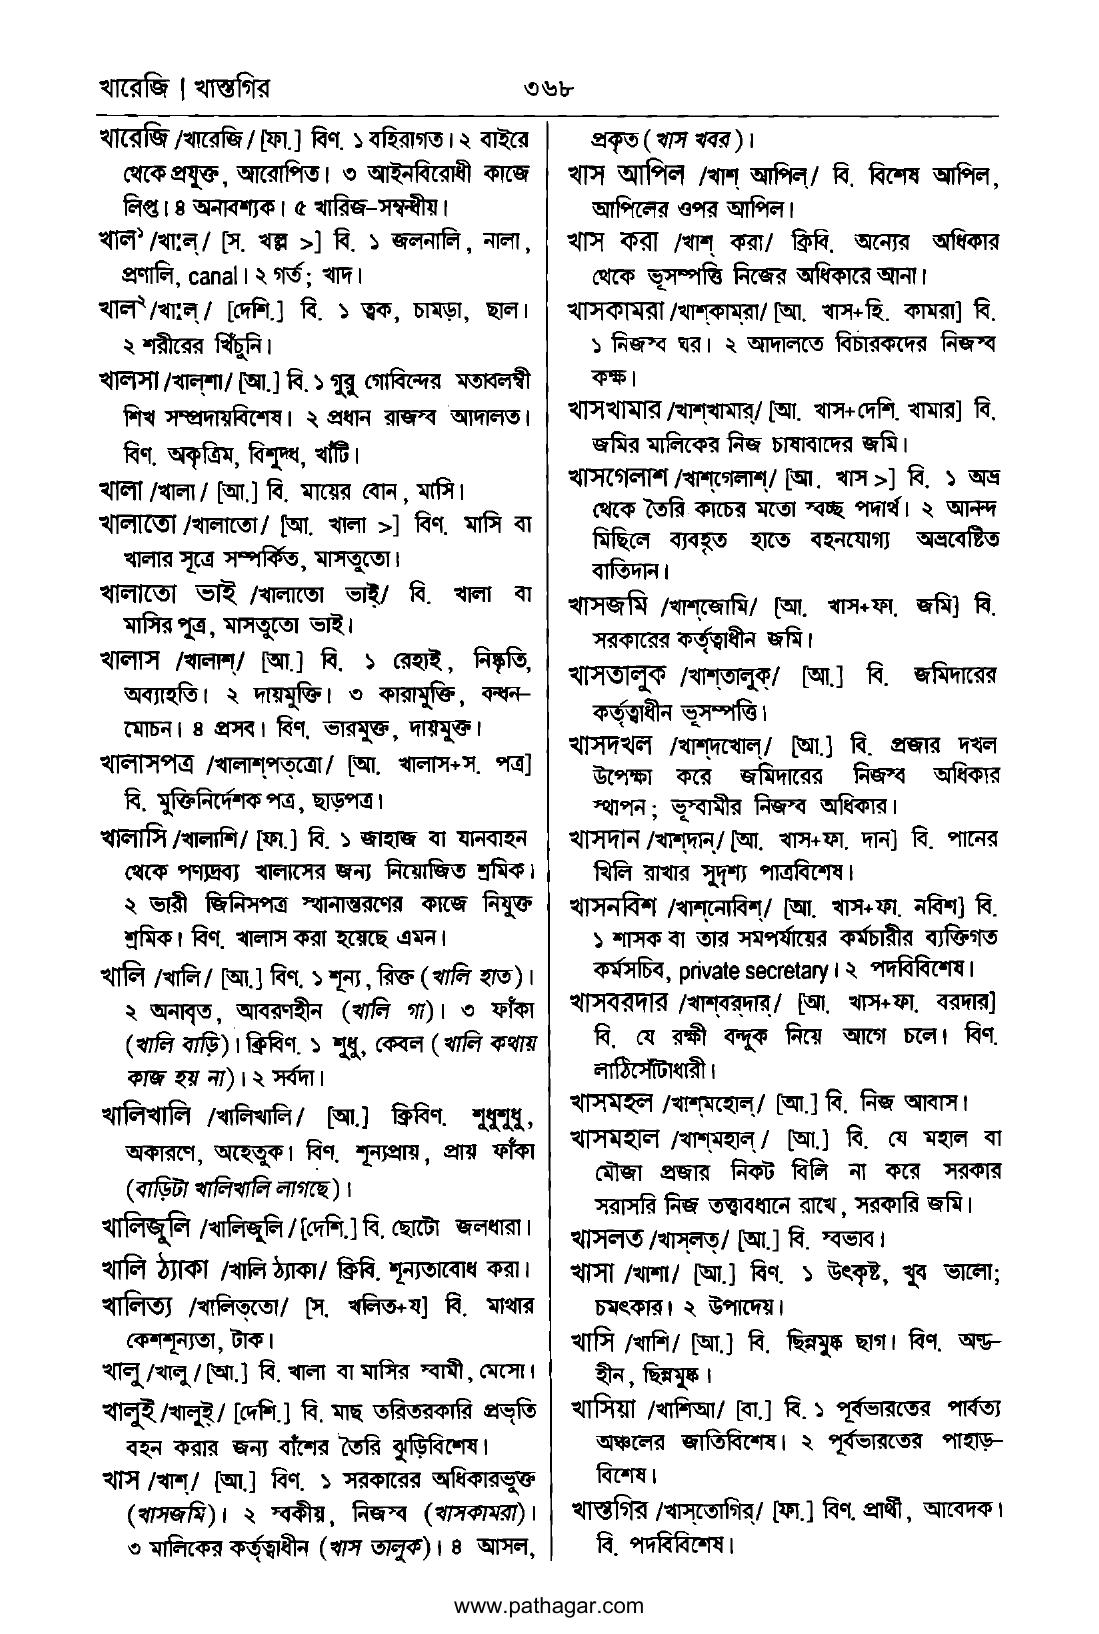 খারেজি | খাস্তগির
৩৬৮
খারেজি /খারেজি/ [ফা.] বিণ. ১ বহিরাগত। ২ বাইরে
থেকে প্রযুক্ত, আরোপিত। ৩ আইনবিরোধী কাজে
লিপ্ত। ৪ অনাবশ্যক। ৫ খারিজ-সম্বন্ধীয়।
খাল১ /খা:ল্/ [স. খল্ল >] বি. ১ জলনালি, নালা,
প্রণালি, canal। ২ গর্ত; খাদ।
খাল২ /খা:ল্/ [দেশি.] বি. ১ ত্বক, চামড়া, ছাল।
২ শরীরের খিঁচুনি।
খালসা /খাল্‌শা/ [আ.] বি. ১ গুরু গোবিন্দের মতাবলম্বী
শিখ সম্প্রদায়বিশেষ। ২ প্রধান রাজস্ব আদালত।
বিণ. অকৃত্রিম, বিশুদ্ধ, খাঁটি।
খালা /খালা/ [আ.] বি. মায়ের বোন, মাসি।
খালাতো /খালাতো/ [আ. খালা >] বিণ. মাসি বা
খালার সূত্রে সম্পর্কিত, মাসতুতো।
খালাতো ভাই /খালাতো ভাই্/ বি. খালা বা
মাসির পুত্র, মাসতুতো ভাই।
খালাস /খালাশ্/ [আ.] বি. ১ রেহাই, নিষ্কৃতি,
অব্যাহতি। ২ দায়মুক্তি। ৩ কারামুক্তি, বন্ধন-
মোচন। ৪ প্রসব। বিণ. ভারমুক্ত, দায়মুক্ত।
খালাসপত্র /খালাশ্‌পত্‌ত্রো/ [আ. খালাস+স. পত্র]
বি. মুক্তিনির্দেশক পত্র, ছাড়পত্র।
খালাসি /খালাশি/ [ফা.] বি. ১ জাহাজ বা যানবাহন
থেকে পণ্যদ্রব্য খালাসের জন্য নিয়োজিত শ্রমিক।
২ ভারী জিনিসপত্র স্থানান্তরণের কাজে নিযুক্ত
শ্রমিক। বিণ. খালাস করা হয়েছে এমন।
খালি /খালি/ [আ.] বিণ. ১ শূন্য, রিক্ত (খালি হাত)।
২ অনাবৃত, আবরণহীন (খালি গা)। ৩ ফাঁকা
(খালি বাড়ি)। ক্রিবিণ. ১ শুধু, কেবল (খালি কথায়
কাজ হয় না)। ২ সর্বদা।
খালিখালি /খালিখালি/ [আ.] ক্রিবিণ. শুধুশুধু,
অকারণে, অহেতুক। বিণ. শূন্যপ্রায়, প্রায় ফাঁকা
(বাড়িটা খালিখালি লাগছে)।
খালিজুলি /খালিজুলি/ [দেশি.] বি. ছোটো জলধারা।
খালি ঠ্যাকা /খালি ঠ্যাকা/ ক্রিবি. শূন্যতাবোধ করা।
খালিত্য /খালিত্‌তো/ [স. খলিত+য] বি. মাথার
কেশশূন্যতা, টাক।
খালু /খালু/ [আ.] বি. খালা বা মাসির স্বামী, মেসো।
খালুই /খালুই্/ [দেশি.] বি. মাছ তরিতরকারি প্রভৃতি
বহন করার জন্য বাঁশের তৈরি ঝুড়িবিশেষ।
খাস /খাশ্/ [আ.] বিণ. ১ সরকারের অধিকারভুক্ত
(খাসজমি)। ২ স্বকীয়, নিজস্ব (খাসকামরা)।
৩ মালিকের কর্তৃত্বাধীন (খাস তালুক)। ৪ আসল,
প্রকৃত (খাস খবর)।
খাস আপিল /খাশ্ আপিল্/ বি. বিশেষ আপিল,
আপিলের ওপর আপিল।
খাস করা /খাশ্ করা/ ক্রিবি. অন্যের অধিকার
থেকে ভূসম্পত্তি নিজের অধিকারে আনা।
খাসকামরা /খাশ্‌কাম্‌রা/ [আ. খাস+হি. কামরা] বি.
১ নিজস্ব ঘর। ২ আদালতে বিচারকদের নিজস্ব
কক্ষ।
খাসখামার /খাশ্‌খামার্/ [আ. খাস+দেশি. খামার] বি.
জমির মালিকের নিজ চাষাবাদের জমি।
খাসগেলাশ /খাশ্‌গেলাশ্/ [আ. খাস >] বি. ১ অভ্র
থেকে তৈরি কাচের মতো স্বচ্ছ পদার্থ। ২ আনন্দ
মিছিলে ব্যবহৃত হাতে বহনযোগ্য অভ্রবেষ্টিত
বাতিদান।
খাসজমি /খাশ্‌জোমি/ [আ. খাস+ফা. জমি] বি.
সরকারের কর্তৃত্বাধীন জমি।
খাসতালুক /খাশ্‌তালুক্/ [আ.] বি. জমিদারের
কর্তৃত্বাধীন ভূসম্পত্তি।
খাসদখল /খাশ্‌দখোল্/ [আ.] বি. প্রজার দখল
উপেক্ষা করে জমিদারের নিজস্ব অধিকার
স্থাপন; ভূস্বামীর নিজস্ব অধিকার।
খাসদান /খাশ্‌দান্/ [আ. খাস+ফা. দান] বি. পানের
খিলি রাখার সুদৃশ্য পাত্রবিশেষ।
খাসনবিশ /খাশ্‌নোবিশ্/ [আ. খাস+ফা. নবিশ] বি.
১ শাসক বা তার সমপর্যায়ের কর্মচারীর ব্যক্তিগত
কর্মসচিব, private secretary। ২ পদবিবিশেষ।
খাসবরদার /খাশ্‌বর্‌দার্/ [আ. খাস+ফা. বরদার]
বি. যে রক্ষী বন্দুক নিয়ে আগে চলে। বিণ.
লাঠিসোঁটাধারী।
খাসমহল /খাশ্‌মহোল্/ [আ.] বি. নিজ আবাস।
খাসমহাল /খাশ্‌মহাল্/ [আ.] বি. যে মহাল বা
মৌজা প্রজার নিকট বিলি না করে সরকার
সরাসরি নিজ তত্ত্বাবধানে রাখে, সরকারি জমি।
খাসলত /খাস্‌লত্/ [আ.] বি. স্বভাব।
খাসা /খাশা/ [আ.] বিণ. ১ উৎকৃষ্ট, খুব ভালো;
চমৎকার। ২ উপাদেয়।
খাসি /খাশি/ [আ.] বি. ছিন্নমুষ্ক ছাগ। বিণ. অণ্ড-
হীন, ছিন্নমুষ্ক।
খাসিয়া /খাশিআ/ [বা.] বি. ১ পূর্বভারতের পার্বত্য
অঞ্চলের জাতিবিশেষ। ২ পূর্বভারতের পাহাড়-
বিশেষ।
খাস্তগির /খাস্‌তোগির্/ [ফা.] বিণ. প্রার্থী, আবেদক।
বি. পদবিবিশেষ।
www.pathagar.com